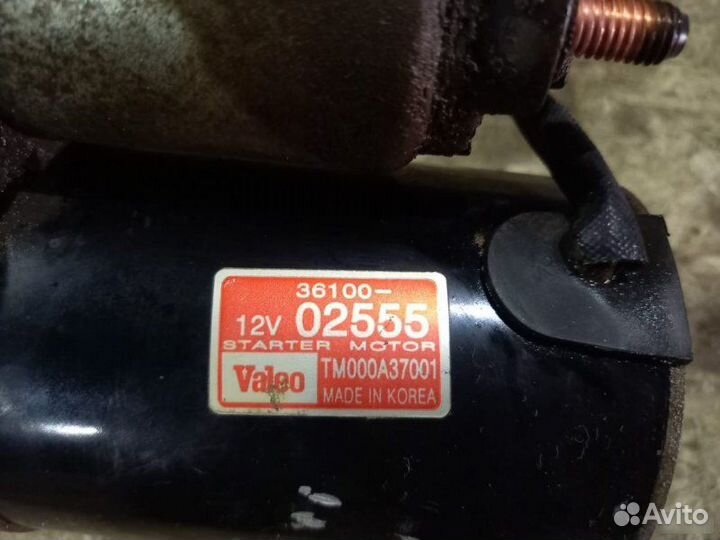 36100-
12V 02555
STARTER MOTOR
Valeo TM000A37001
MADE IN KOREA
Avito